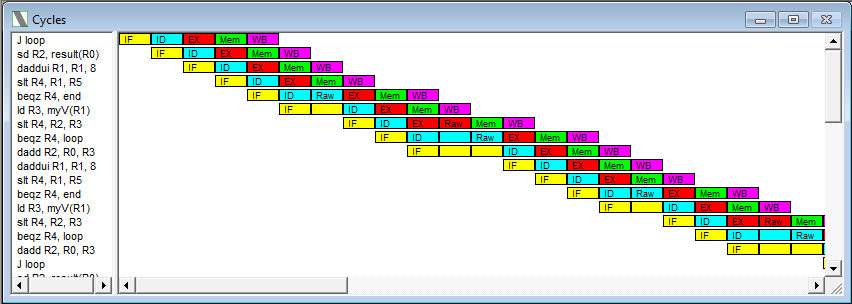 Cycles
J loop IF ID EX Mem WB
sd R2, result(R0) IF ID EX Mem WB
daddui R1, R1, 8 IF ID EX Mem WB
slt R4, R1, R5 IF ID EX Mem WB
beqz R4, end IF ID Raw EX Mem WB
ld R3, myV(R1) IF ID EX Mem WB
slt R4, R2, R3 IF ID EX Raw Mem WB
beqz R4, loop IF ID Raw EX Mem WB
dadd R2, R0, R3 IF ID EX Mem WB
daddui R1, R1, 8 IF ID EX Mem WB
slt R4, R1, R5 IF ID EX Mem WB
beqz R4, end IF ID Raw EX Mem WB
ld R3, myV(R1) IF ID EX Mem WB
slt R4, R2, R3 IF ID EX Raw Mem
beqz R4, loop IF ID Raw
dadd R2, R0, R3 IF
J loop